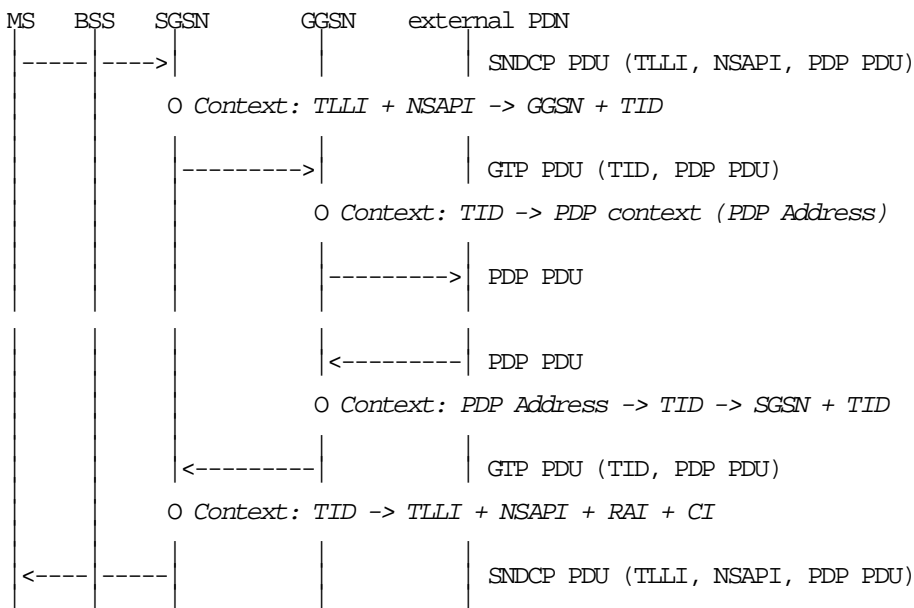 MS BSS SGSN GGSN external PDN
SNDCP PDU (TLLI, NSAPI, PDP PDU)
O Context: TLLI + NSAPI -> GGSN + TID
GTP PDU (TID, PDP PDU)
O Context: TID -> PDP context (PDP Address)
PDP PDU
PDP PDU
O Context: PDP Address -> TID -> SGSN + TID
GTP PDU (TID, PDP PDU)
O Context: TID -> TLLI + NSAPI + RAI + CI
SNDCP PDU (TLLI, NSAPI, PDP PDU)